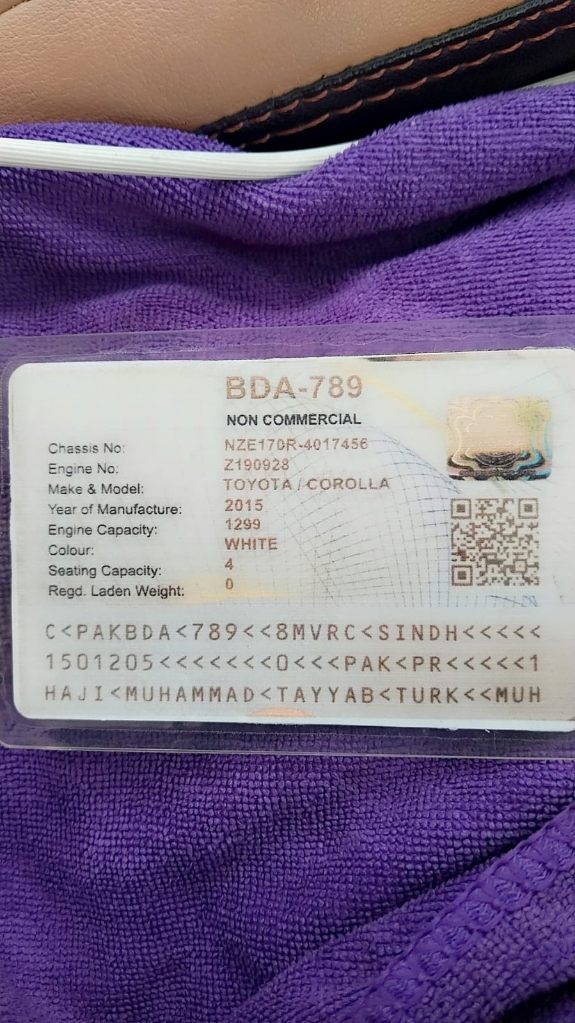 BDA-789
NON COMMERCIAL
Chassis No: NZE170R-4017456
Engine No: Z190928
Make & Model: TOYOTA / COROLLA
Year of Manufacture: 2015
Engine Capacity: 1299
Colour: WHITE
Seating Capacity: 4
Regd. Laden Weight: 0
C<PAKBDA<789<<8MVRC<SINDH<<<<<
1501205<<<<<<<0<<<PAK<PR<<<<<1
HAJI<MUHAMMAD<TAYYAB<TURK<<MUH